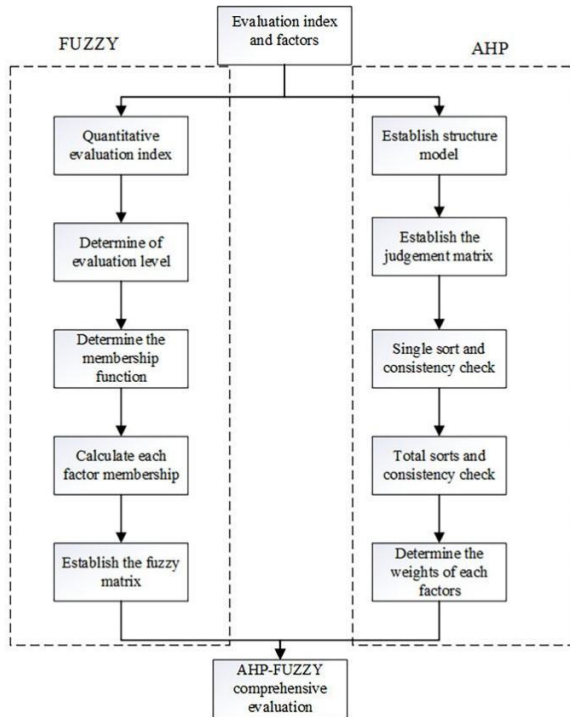 Evaluation index
and factors
FUZZY
AHP
Quantitative
evaluation index
Determine of
evaluation level
Determine the
membership
function
Calculate each
factor membership
Establish the fuzzy
matrix
Establish structure
model
Establish the
judgement matrix
Single sort and
consistency check
Total sorts and
consistency check
Determine the
weights of each
factors
AHP-FUZZY
comprehensive
evaluation